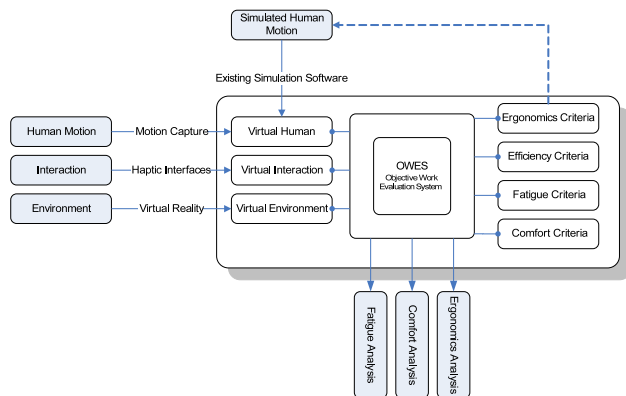 Simulated Human
Motion
Existing Simulation Software
Human Motion
Motion Capture
Virtual Human
Ergonomics Criteria
Interaction
Haptic Interfaces
Virtual Interaction
OWES
Objective Work
Evaluation System
Efficiency Criteria
Environment
Virtual Reality
Virtual Environment
Fatigue Criteria
Comfort Criteria
Fatigue Analysis
Comfort Analysis
Ergonomics Analysis